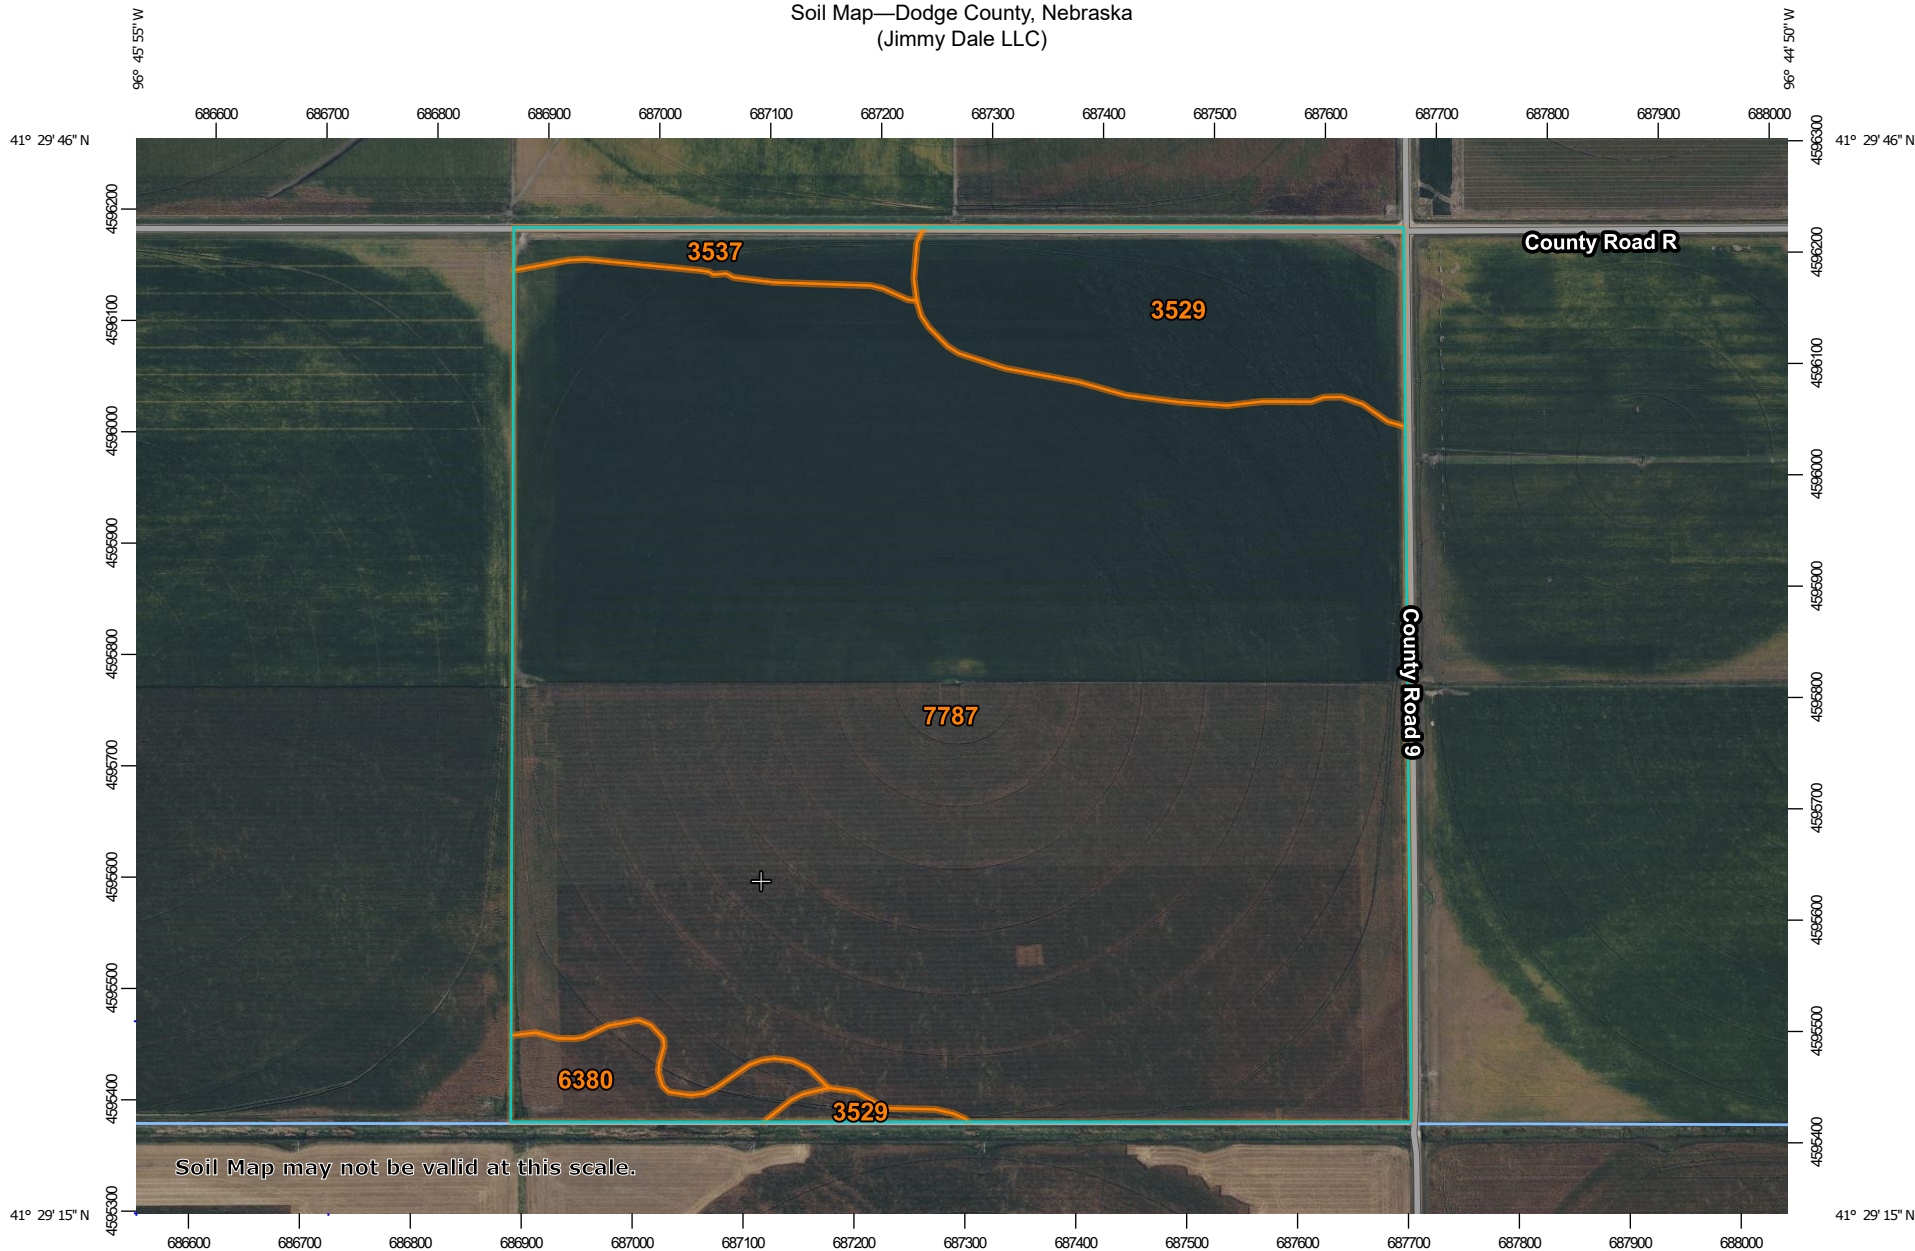 Soil Map—Dodge County, Nebraska
(Jimmy Dale LLC)
96° 45' 55'' W
96° 44' 50'' W
686600 686700 686800 686900 687000 687100 687200 687300 687400 687500 687600 687700 687800 687900 688000
41° 29' 46'' N
41° 29' 46'' N
4596200
4596100
4596000
4595900
4595800
4595700
4595600
4595500
4595400
4595300
4596300
4596200
4596100
4596000
4595900
4595800
4595700
4595600
4595500
4595400
County Road R
3537
3529
County Road 9
7787
6380
3529
Soil Map may not be valid at this scale.
41° 29' 15'' N
41° 29' 15'' N
686600 686700 686800 686900 687000 687100 687200 687300 687400 687500 687600 687700 687800 687900 688000